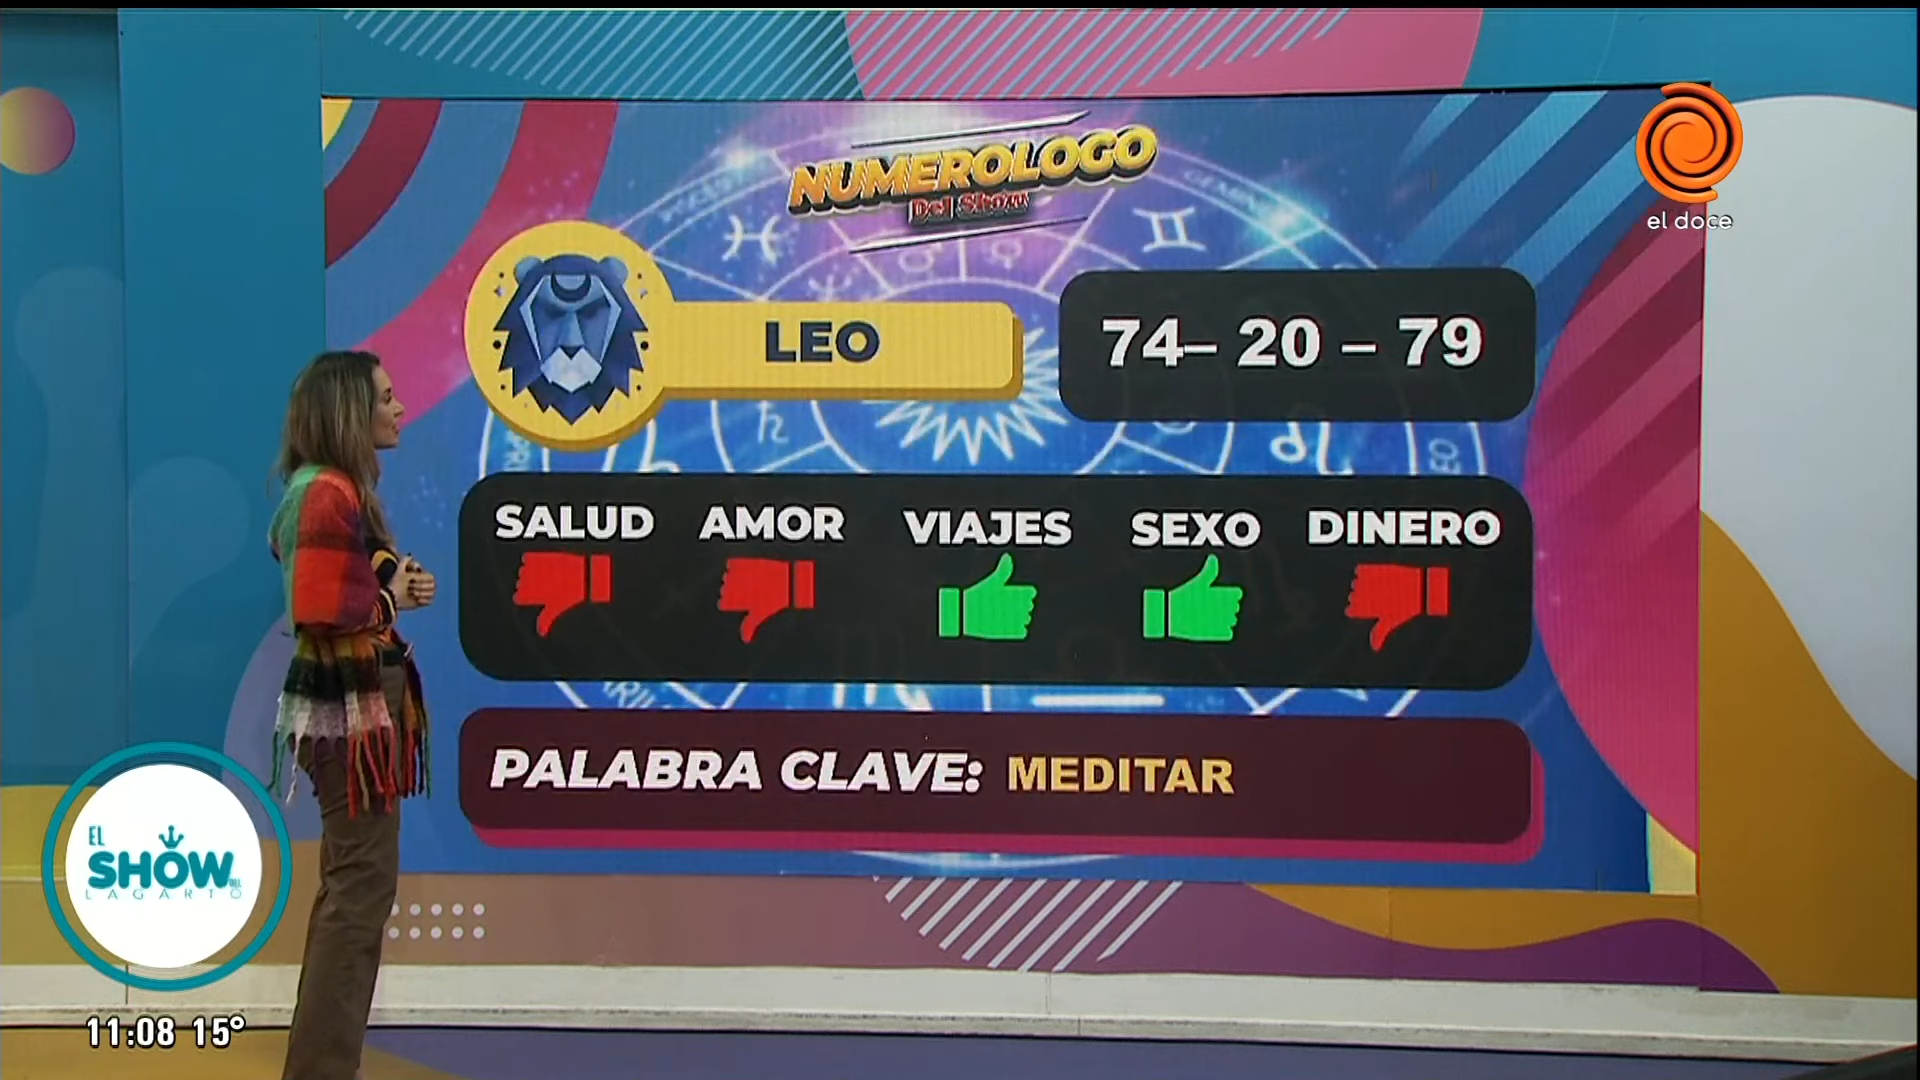 NUMEROLOGO
Del Show
el doce
LEO
74– 20 – 79
SALUD AMOR VIAJES SEXO DINERO
PALABRA CLAVE: MEDITAR
EL
SHOW DEL
LAGARTO
11:08 15°